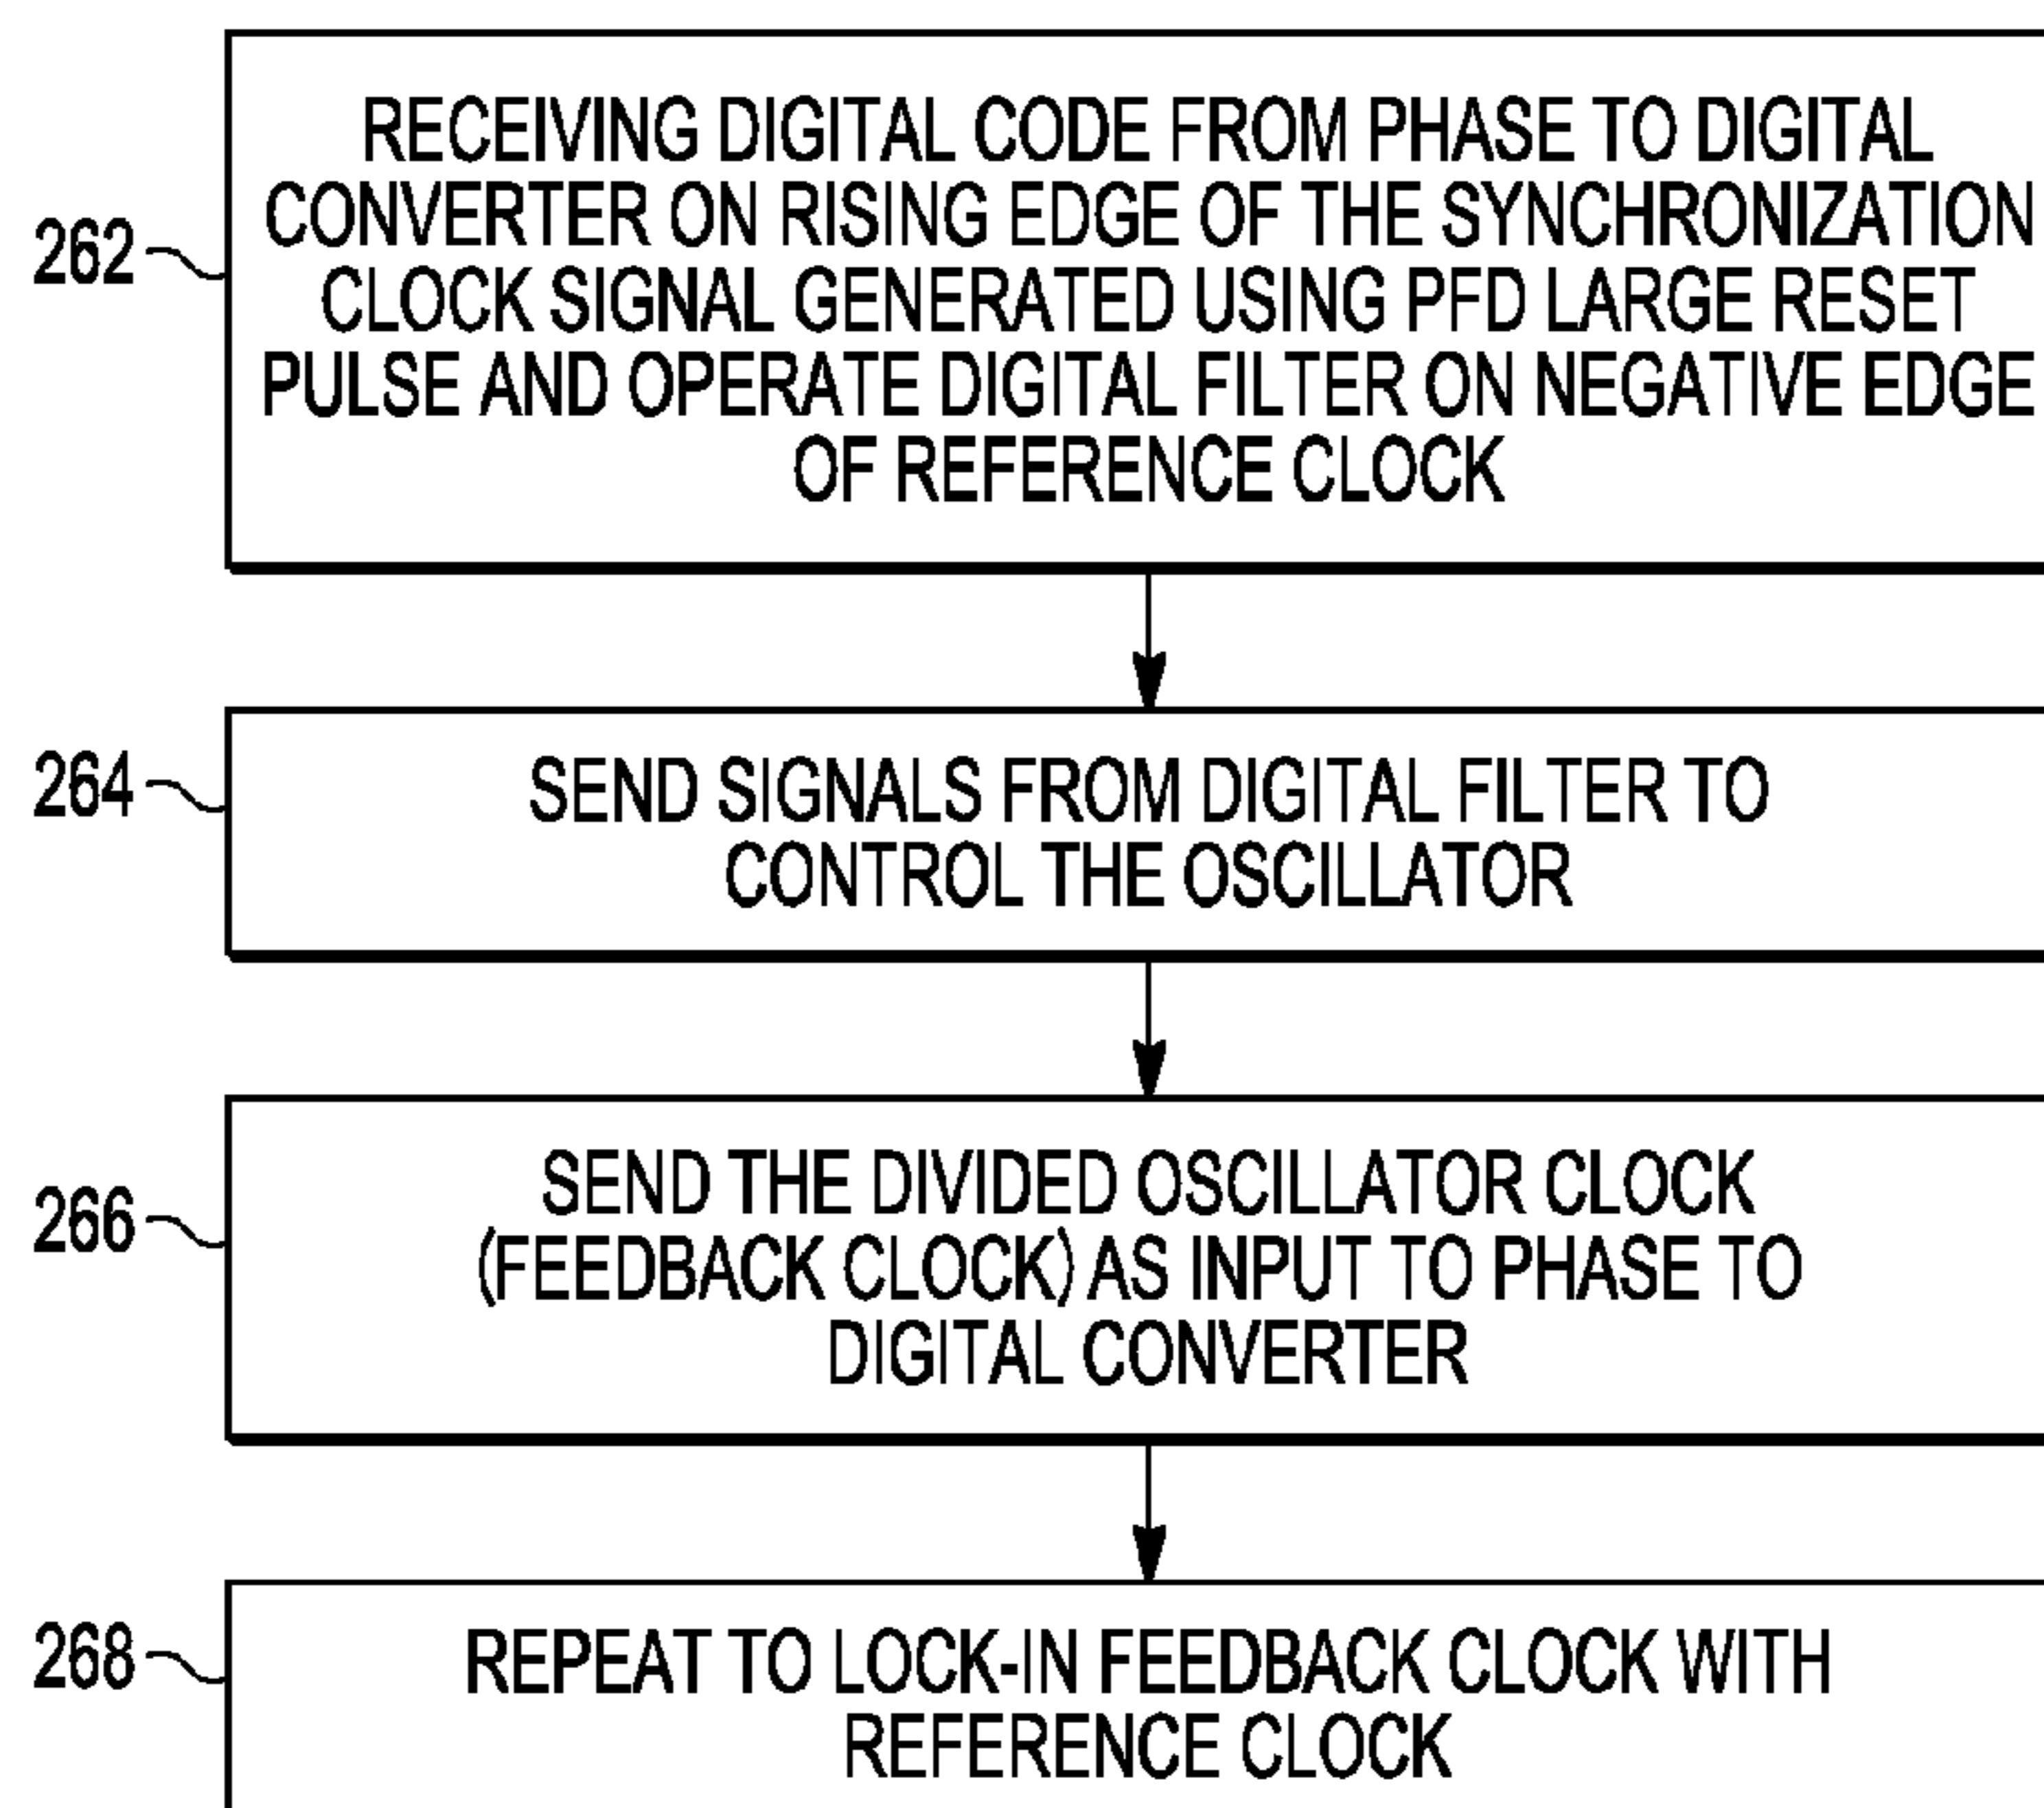 RECEIVING DIGITAL CODE FROM PHASE TO DIGITAL
CONVERTER ON RISING EDGE OF THE SYNCHRONIZATION
262
CLOCK SIGNAL GENERATED USING PFD LARGE RESET
PULSE AND OPERATE DIGITAL FILTER ON NEGATIVE EDGE
OF REFERENCE CLOCK
264
SEND SIGNALS FROM DIGITAL FILTER TO
CONTROL THE OSCILLATOR
266
SEND THE DIVIDED OSCILLATOR CLOCK
(FEEDBACK CLOCK) AS INPUT TO PHASE TO
DIGITAL CONVERTER
268
REPEAT TO LOCK-IN FEEDBACK CLOCK WITH
REFERENCE CLOCK